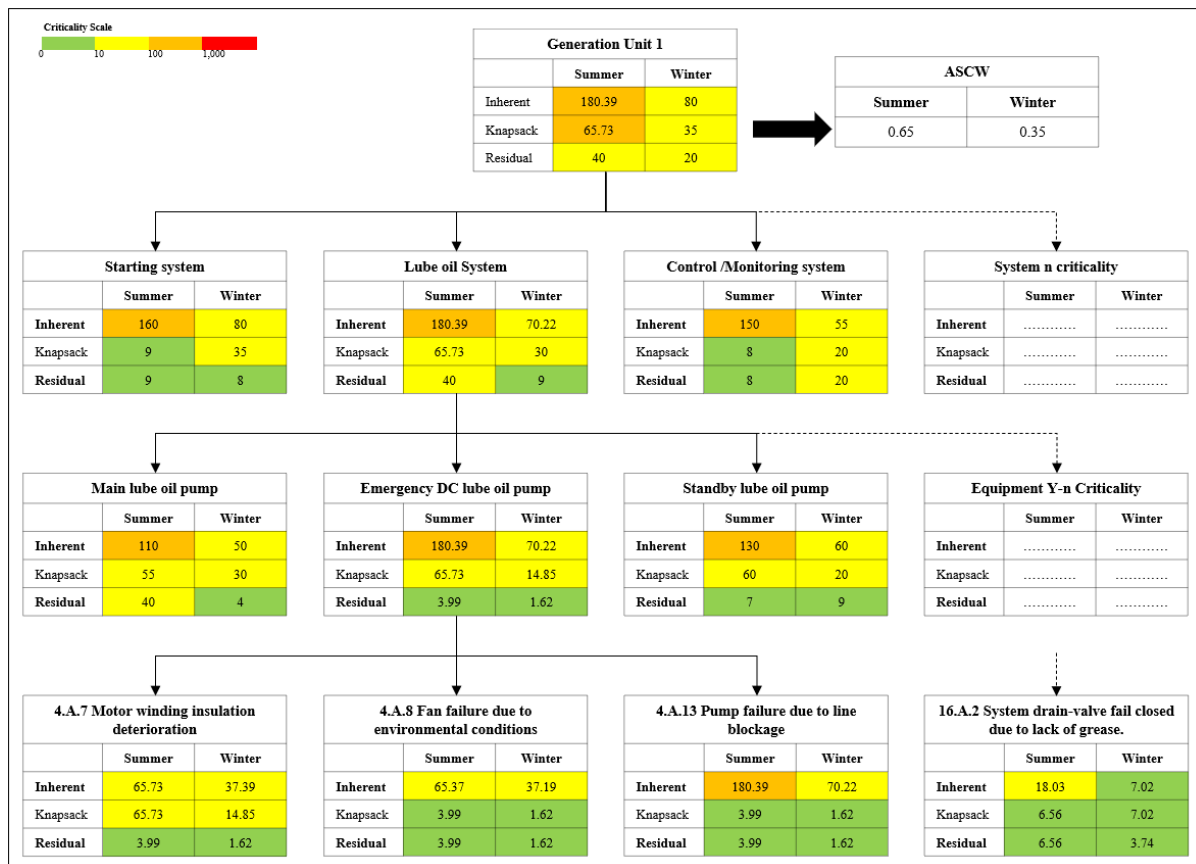 Criticality Scale
0 10 100 1,000
Generation Unit 1
Summer Winter
Inherent 180.39 80
Knapsack 65.73 35
Residual 40 20
ASCW
Summer Winter
0.65 0.35
Starting system
Summer Winter
Inherent 160 80
Knapsack 9 35
Residual 9 8
Lube oil System
Summer Winter
Inherent 180.39 70.22
Knapsack 65.73 30
Residual 40 9
Control /Monitoring system
Summer Winter
Inherent 150 55
Knapsack 8 20
Residual 8 20
System n criticality
Summer Winter
Inherent ………… …………
Knapsack ………… …………
Residual ………… …………
Main lube oil pump
Summer Winter
Inherent 110 50
Knapsack 55 30
Residual 40 4
Emergency DC lube oil pump
Summer Winter
Inherent 180.39 70.22
Knapsack 65.73 14.85
Residual 3.99 1.62
Standby lube oil pump
Summer Winter
Inherent 130 60
Knapsack 60 20
Residual 7 9
Equipment Y-n Criticality
Summer Winter
Inherent ………… …………
Knapsack ………… …………
Residual ………… …………
4.A.7 Motor winding insulation
deterioration
Summer Winter
Inherent 65.73 37.39
Knapsack 65.73 14.85
Residual 3.99 1.62
4.A.8 Fan failure due to
environmental conditions
Summer Winter
Inherent 65.37 37.19
Knapsack 3.99 1.62
Residual 3.99 1.62
4.A.13 Pump failure due to line
blockage
Summer Winter
Inherent 180.39 70.22
Knapsack 3.99 1.62
Residual 3.99 1.62
16.A.2 System drain-valve fail closed
due to lack of grease.
Summer Winter
Inherent 18.03 7.02
Knapsack 6.56 7.02
Residual 6.56 3.74